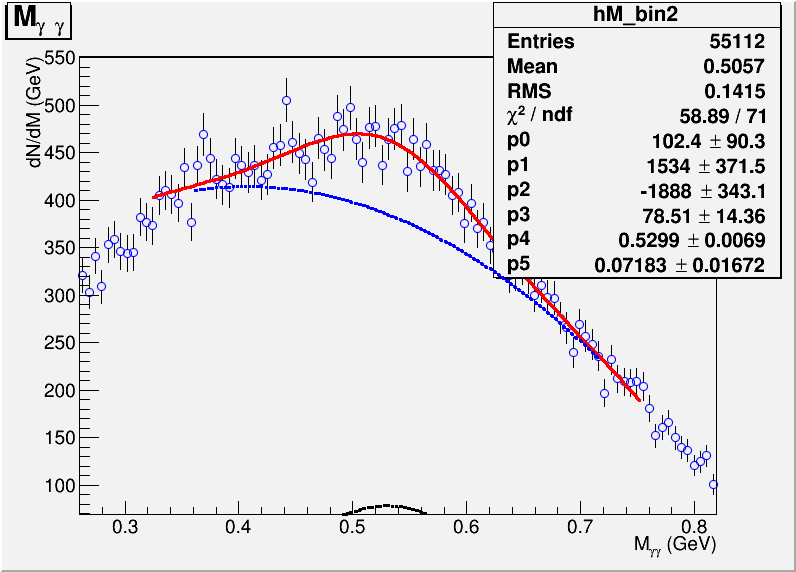 Mγ γ
hM_bin2
Entries 55112
Mean 0.5057
RMS 0.1415
χ² / ndf 58.89 / 71
p0 102.4 ± 90.3
p1 1534 ± 371.5
p2 -1888 ± 343.1
p3 78.51 ± 14.36
p4 0.5299 ± 0.0069
p5 0.07183 ± 0.01672
dN/dM (GeV)
550
500
450
400
350
300
250
200
150
100
0.3 0.4 0.5 0.6 0.7 0.8
Mγγ (GeV)